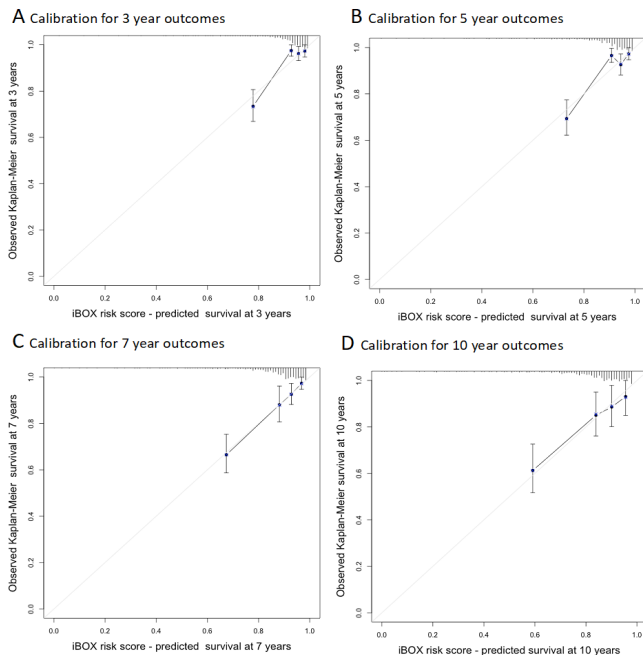 A Calibration for 3 year outcomes
Observed Kaplan-Meier survival at 3 years
1.0
0.8
0.6
0.4
0.2
0.0
0.0 0.2 0.4 0.6 0.8 1.0
iBOX risk score - predicted survival at 3 years
B Calibration for 5 year outcomes
Observed Kaplan-Meier survival at 5 years
1.0
0.8
0.6
0.4
0.2
0.0
0.0 0.2 0.4 0.6 0.8 1.0
iBOX risk score - predicted survival at 5 years
C Calibration for 7 year outcomes
Observed Kaplan-Meier survival at 7 years
1.0
0.8
0.6
0.4
0.2
0.0
0.0 0.2 0.4 0.6 0.8 1.0
iBOX risk score - predicted survival at 7 years
D Calibration for 10 year outcomes
Observed Kaplan-Meier survival at 10 years
1.0
0.8
0.6
0.4
0.2
0.0
0.0 0.2 0.4 0.6 0.8 1.0
iBOX risk score - predicted survival at 10 years